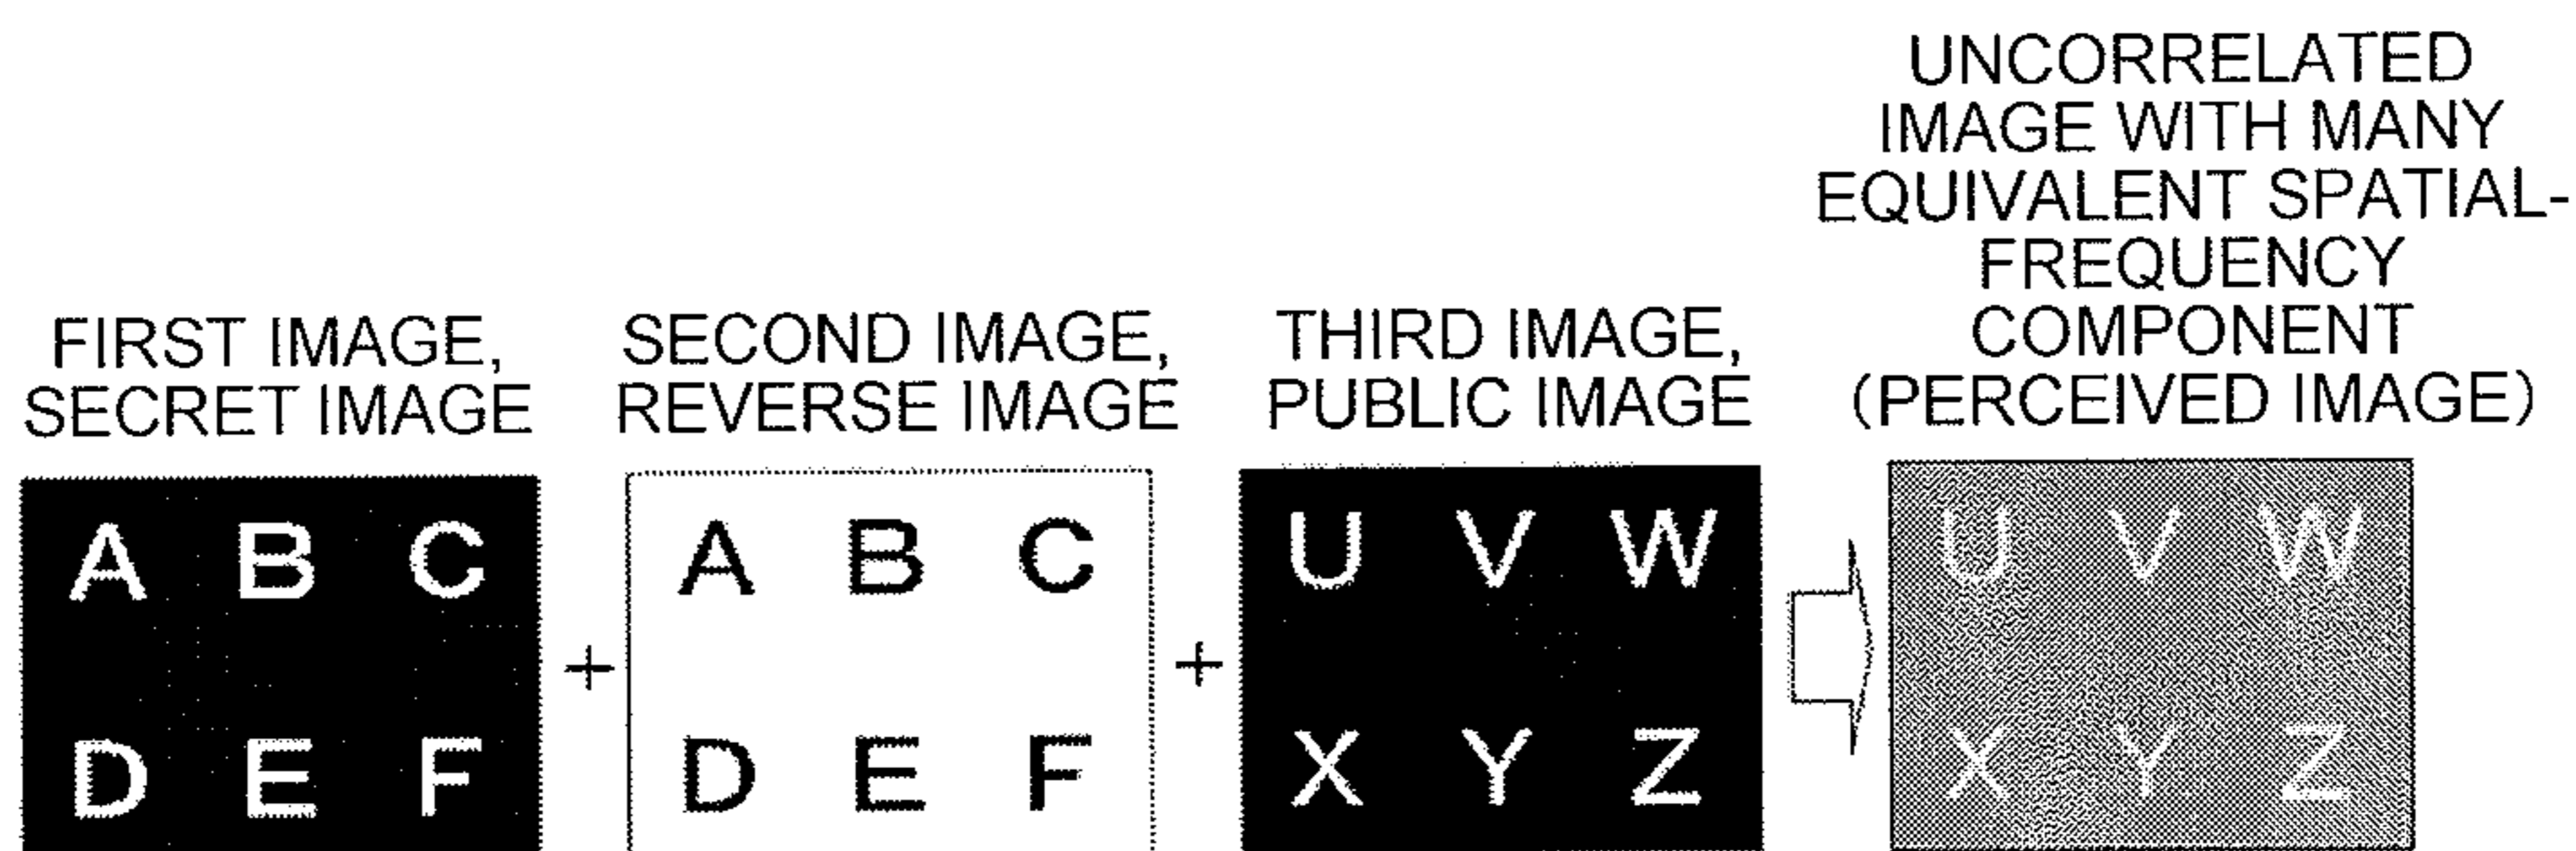 FIRST IMAGE,
SECRET IMAGE
A B C
D E F
+
SECOND IMAGE,
REVERSE IMAGE
A B C
D E F
+
THIRD IMAGE,
PUBLIC IMAGE
U V W
X Y Z
UNCORRELATED
IMAGE WITH MANY
EQUIVALENT SPATIAL-
FREQUENCY
COMPONENT
(PERCEIVED IMAGE)
U V W
X Y Z